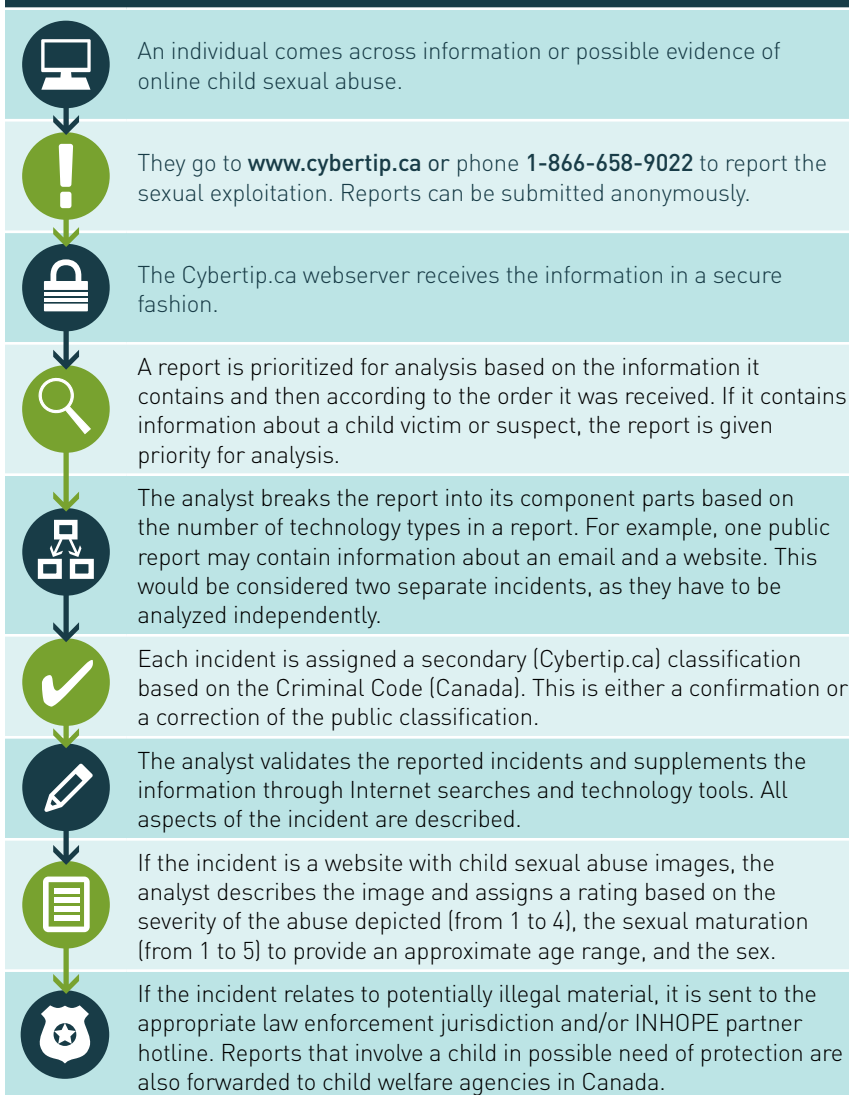 An individual comes across information or possible evidence of
online child sexual abuse.
They go to www.cybertip.ca or phone 1-866-658-9022 to report the
sexual exploitation. Reports can be submitted anonymously.
The Cybertip.ca webserver receives the information in a secure
fashion.
A report is prioritized for analysis based on the information it
contains and then according to the order it was received. If it contains
information about a child victim or suspect, the report is given
priority for analysis.
The analyst breaks the report into its component parts based on
the number of technology types in a report. For example, one public
report may contain information about an email and a website. This
would be considered two separate incidents, as they have to be
analyzed independently.
Each incident is assigned a secondary (Cybertip.ca) classification
based on the Criminal Code (Canada). This is either a confirmation or
a correction of the public classification.
The analyst validates the reported incidents and supplements the
information through Internet searches and technology tools. All
aspects of the incident are described.
If the incident is a website with child sexual abuse images, the
analyst describes the image and assigns a rating based on the
severity of the abuse depicted (from 1 to 4), the sexual maturation
(from 1 to 5) to provide an approximate age range, and the sex.
If the incident relates to potentially illegal material, it is sent to the
appropriate law enforcement jurisdiction and/or INHOPE partner
hotline. Reports that involve a child in possible need of protection are
also forwarded to child welfare agencies in Canada.